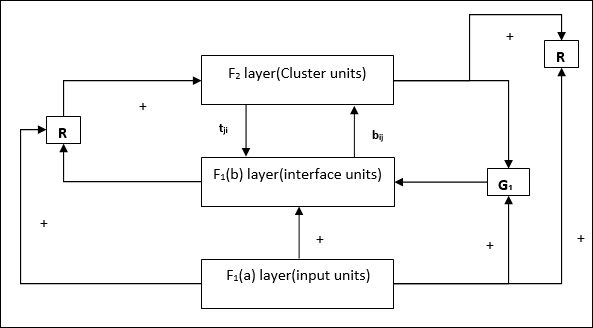 +
R
F₂ layer(Cluster units)
+
R
tⱼᵢ
bᵢⱼ
F₁(b) layer(interface units)
G₁
+
+
+
+
F₁(a) layer(input units)